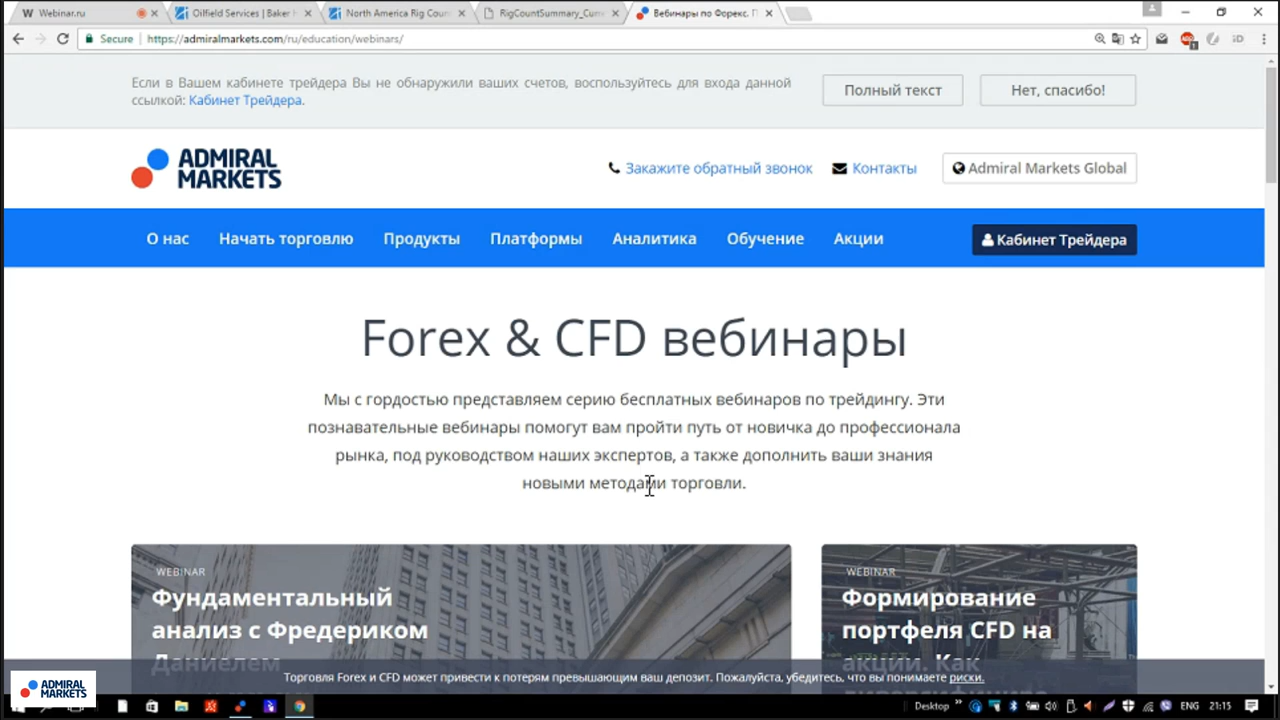 Webinar.ru
Oilfield Services | Baker
North America Rig Coun
RigCountSummary_Curr
Вебинары по Форекс.
Secure https://admiralmarkets.com/ru/education/webinars/
Если в Вашем кабинете трейдера Вы не обнаружили ваших счетов, воспользуйтесь для входа данной
ссылкой: Кабинет Трейдера.
Полный текст
Нет, спасибо!
ADMIRAL
MARKETS
Закажите обратный звонок
Контакты
Admiral Markets Global
О нас Начать торговлю Продукты Платформы Аналитика Обучение Акции
Кабинет Трейдера
Forex & CFD вебинары
Мы с гордостью представляем серию бесплатных вебинаров по трейдингу. Эти
познавательные вебинары помогут вам пройти путь от новичка до профессионала
рынка, под руководством наших экспертов, а также дополнить ваши знания
новыми методами торговли.
WEBINAR
Фундаментальный
анализ с Фредериком
Даниелем
WEBINAR
Формирование
портфеля CFD на
акции. Как
Торговля Forex и CFD может привести к потерям превышающим ваш депозит. Пожалуйста, убедитесь, что вы понимаете риски.
ADMIRAL
MARKETS
Desktop
ENG
21:15